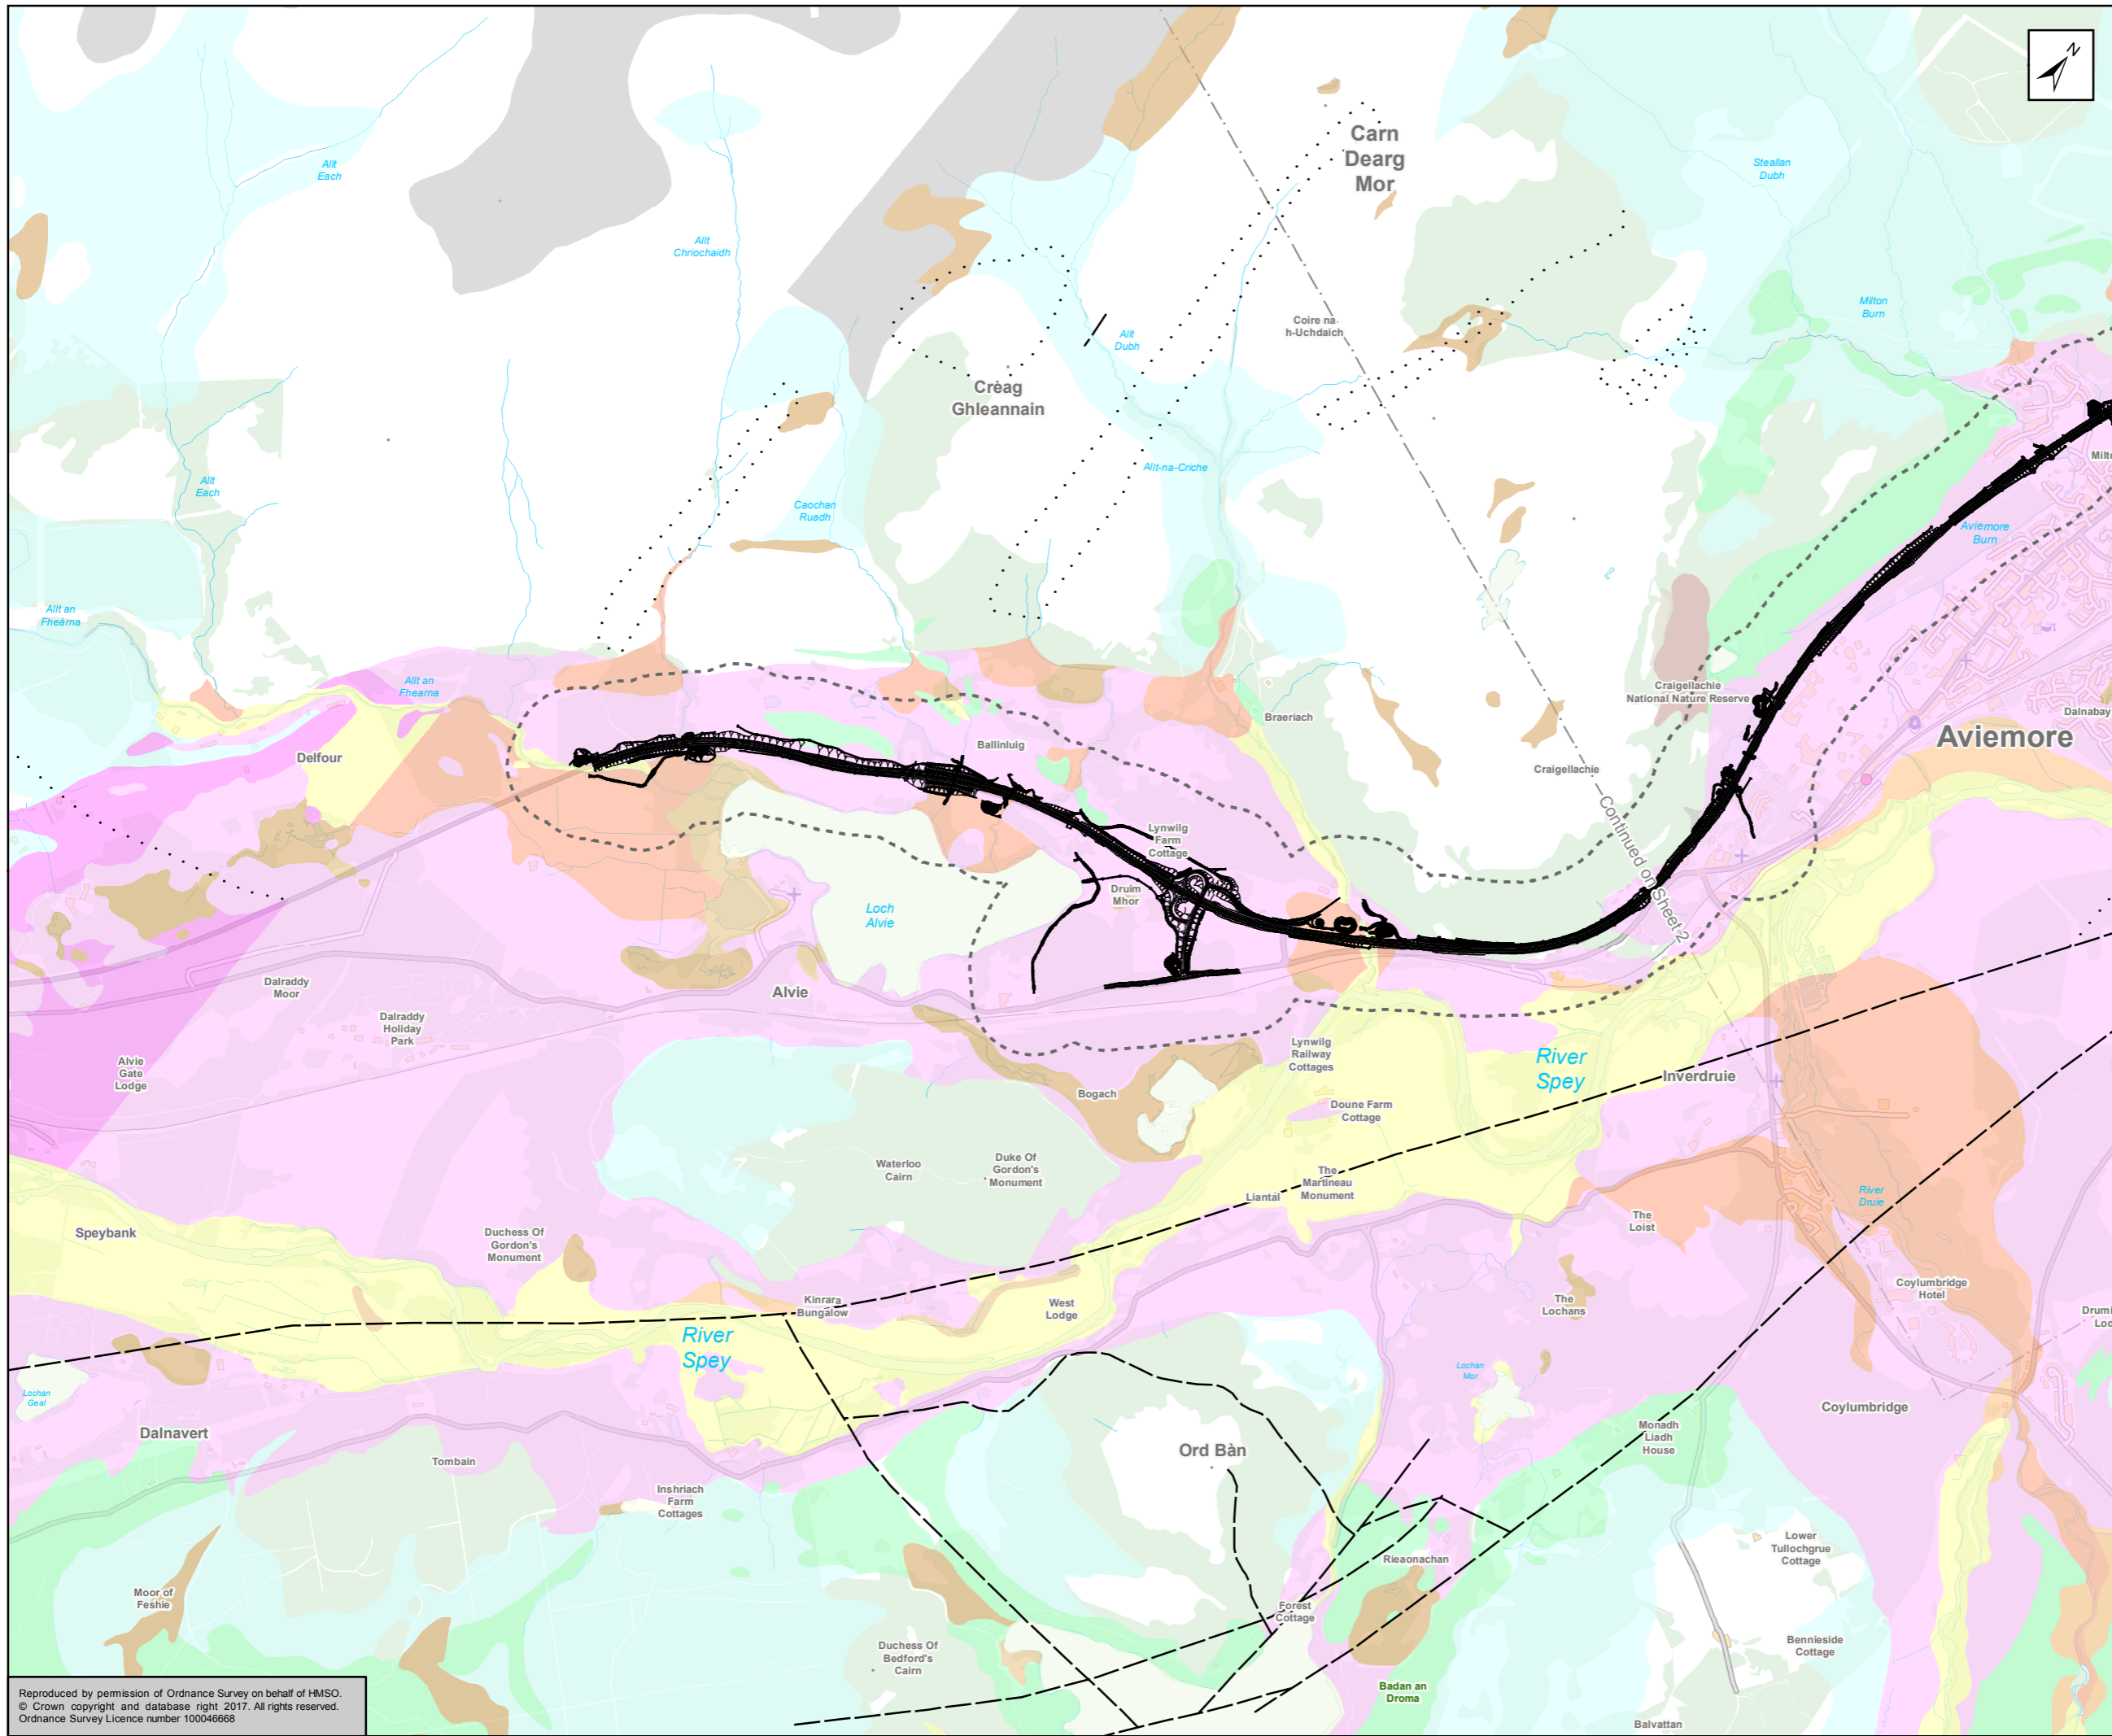 Carn
Dearg
Mor
Allt
Each
Steallan
Dubh
Allt
Chriochaidh
N
Milton
Burn
Coire na
h-Uchdaich
Allt
Dubh
Crèag
Ghleannain
Allt-na-Criche
Allt
Each
Caochan
Ruadh
Aviemore
Burn
Allt an
Fhearna
Allt an
Fhearna
Craigellachie
National Nature Reserve
Dalnabay
Braeriach
Aviemore
Ballinluig
Delfour
Craigellachie
Continued on Sheet 2
Lynwilg
Farm
Cottage
Druim
Mhor
Loch
Alvie
Dalraddy
Moor
Alvie
Dalraddy
Holiday
Park
Lynwilg
Railway
Cottages
River
Spey
Inverdruie
Alvie
Gate
Lodge
Bogach
Doune Farm
Cottage
Waterloo
Cairn
Duke Of
Gordon's
Monument
The
Martineau
Monument
Liantal
River
Druie
The
Loist
Speybank
Duchess Of
Gordon's
Monument
Coylumbridge
Hotel
Kinrara
Bungalow
West
Lodge
The
Lochans
River
Spey
Lochan
Mor
Lochan
Geal
Coylumbridge
Dalnavert
Monadh
Liadh
House
Ord Bàn
Tombain
Inshriach
Farm
Cottages
Lower
Tullochgrue
Cottage
Rieaonachan
Moor of
Feshie
Forest
Cottage
Duchess Of
Bedford's
Cairn
Bennieside
Cottage
Badan an
Droma
Balvattan
Reproduced by permission of Ordnance Survey on behalf of HMSO.
© Crown copyright and database right 2017. All rights reserved.
Ordnance Survey Licence number 100046668